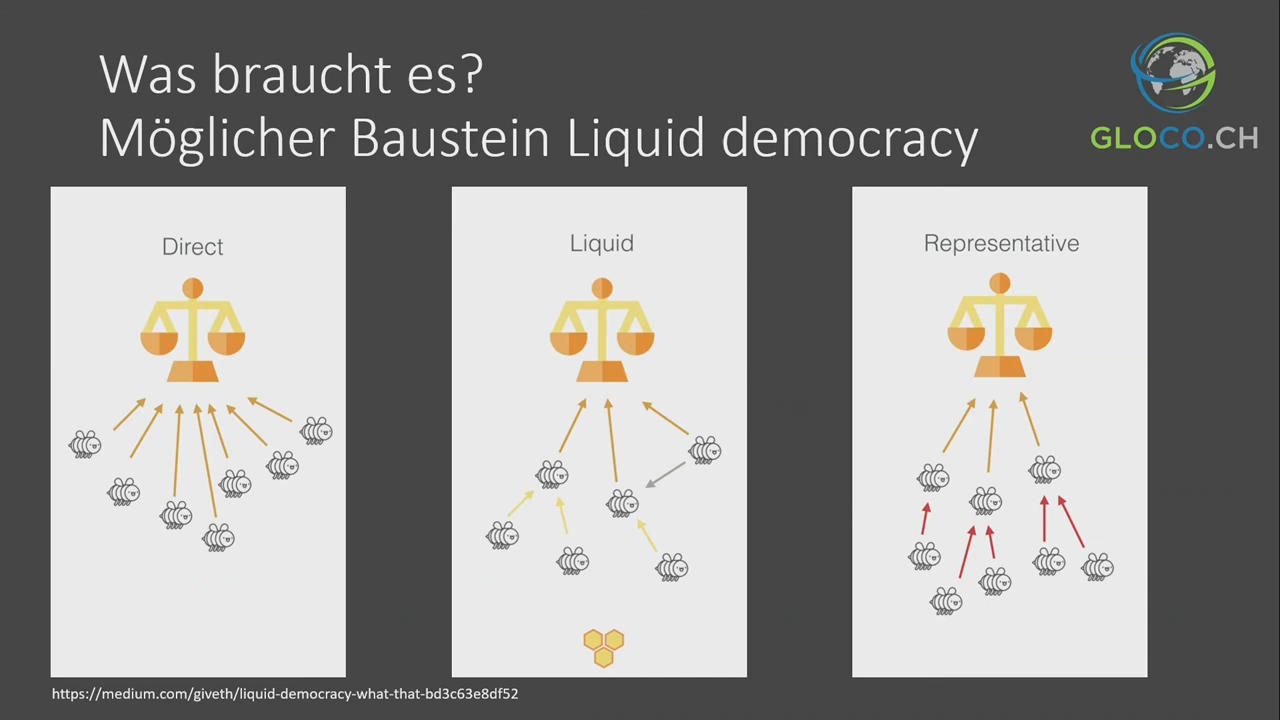 Was braucht es?
Möglicher Baustein Liquid democracy
GLOCO.CH
Direct
Liquid
Representative
https://medium.com/giveth/liquid-democracy-what-that-bd3c63e8df52